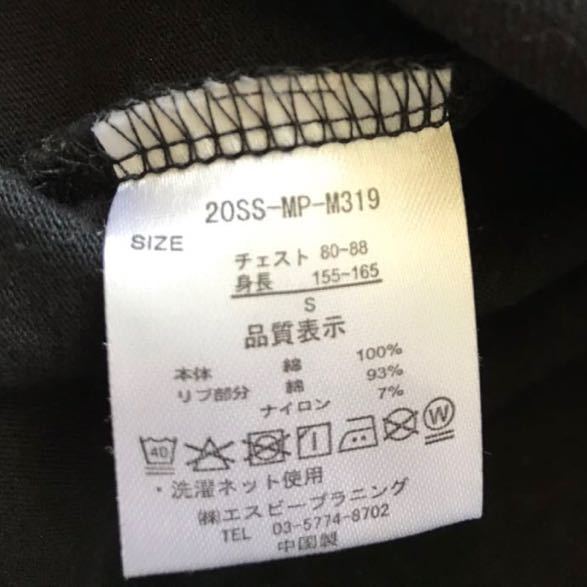 20SS-MP-M319
SIZE
チェスト 80-88
身長 155-165
S
品質表示
本体 綿 100%
リブ部分 綿 93%
ナイロン 7%
40 W
・洗濯ネット使用
㈱エスピープラニング
TEL 03-5774-8702
中国製